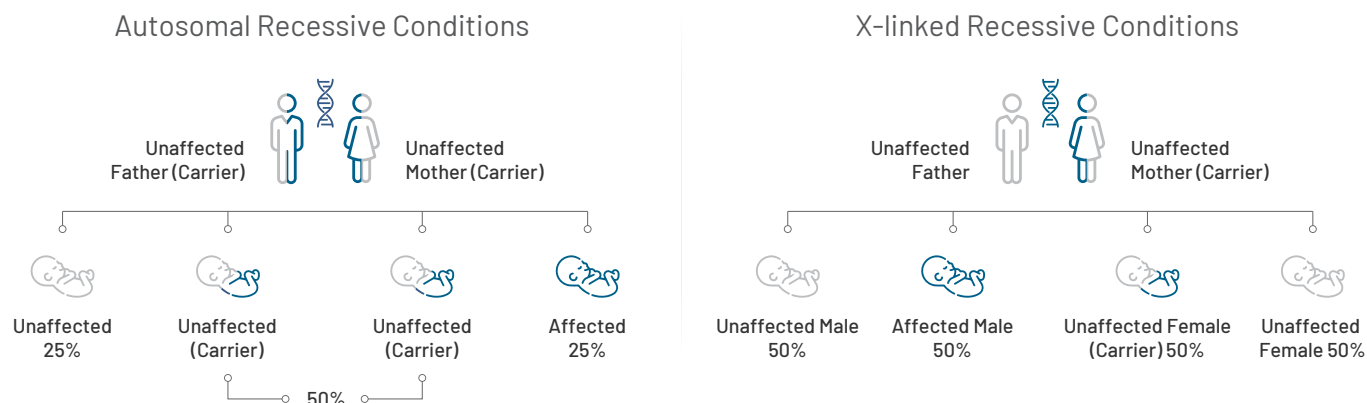 Autosomal Recessive Conditions
Unaffected
Father (Carrier)
Unaffected
Mother (Carrier)
Unaffected
25%
Unaffected
(Carrier)
Unaffected
(Carrier)
Affected
25%
50%
X-linked Recessive Conditions
Unaffected
Father
Unaffected
Mother (Carrier)
Unaffected Male
50%
Affected Male
50%
Unaffected Female
(Carrier) 50%
Unaffected
Female 50%